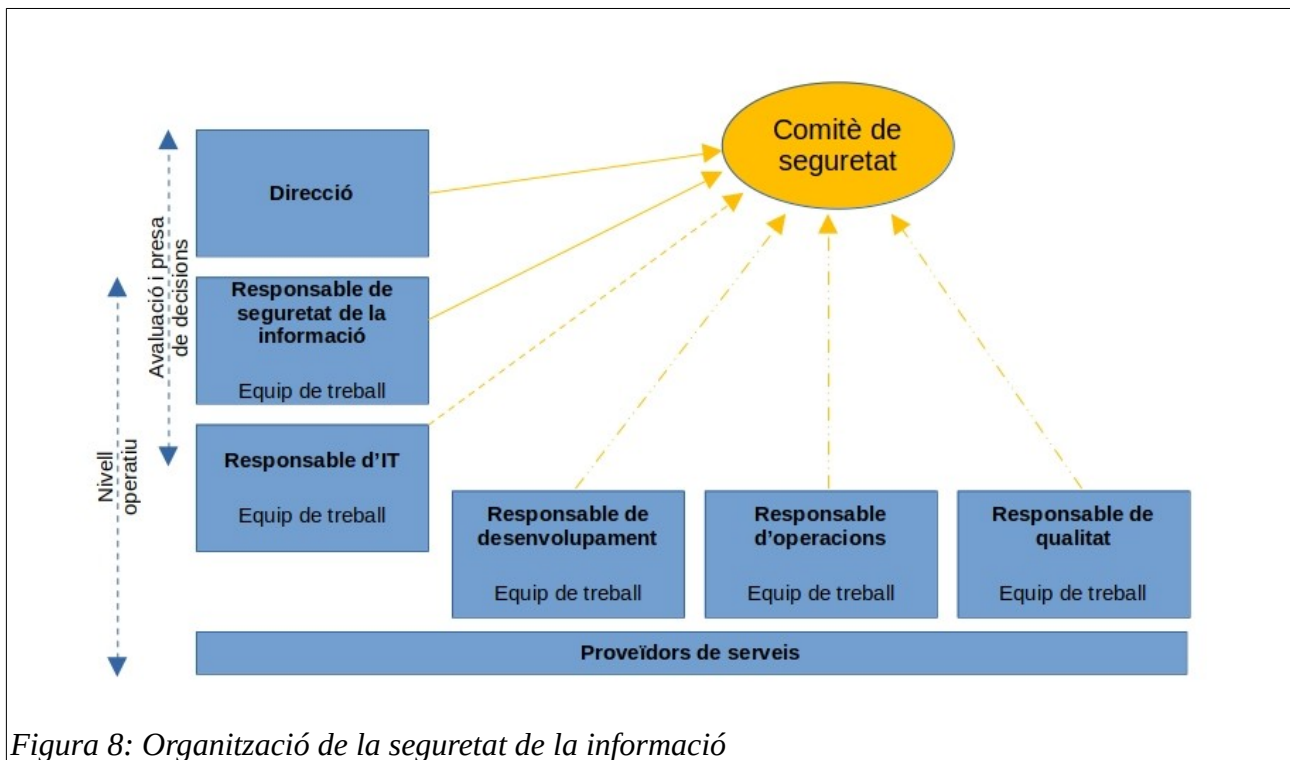 Comitè de
seguretat
Direcció
Avaluació i presa
de decisions
Responsable de
seguretat de la
informació
Equip de treball
Nivell
operatiu
Responsable d'IT
Equip de treball
Responsable de
desenvolupament
Equip de treball
Responsable
d'operacions
Equip de treball
Responsable de
qualitat
Equip de treball
Proveïdors de serveis
Figura 8: Organització de la seguretat de la informació